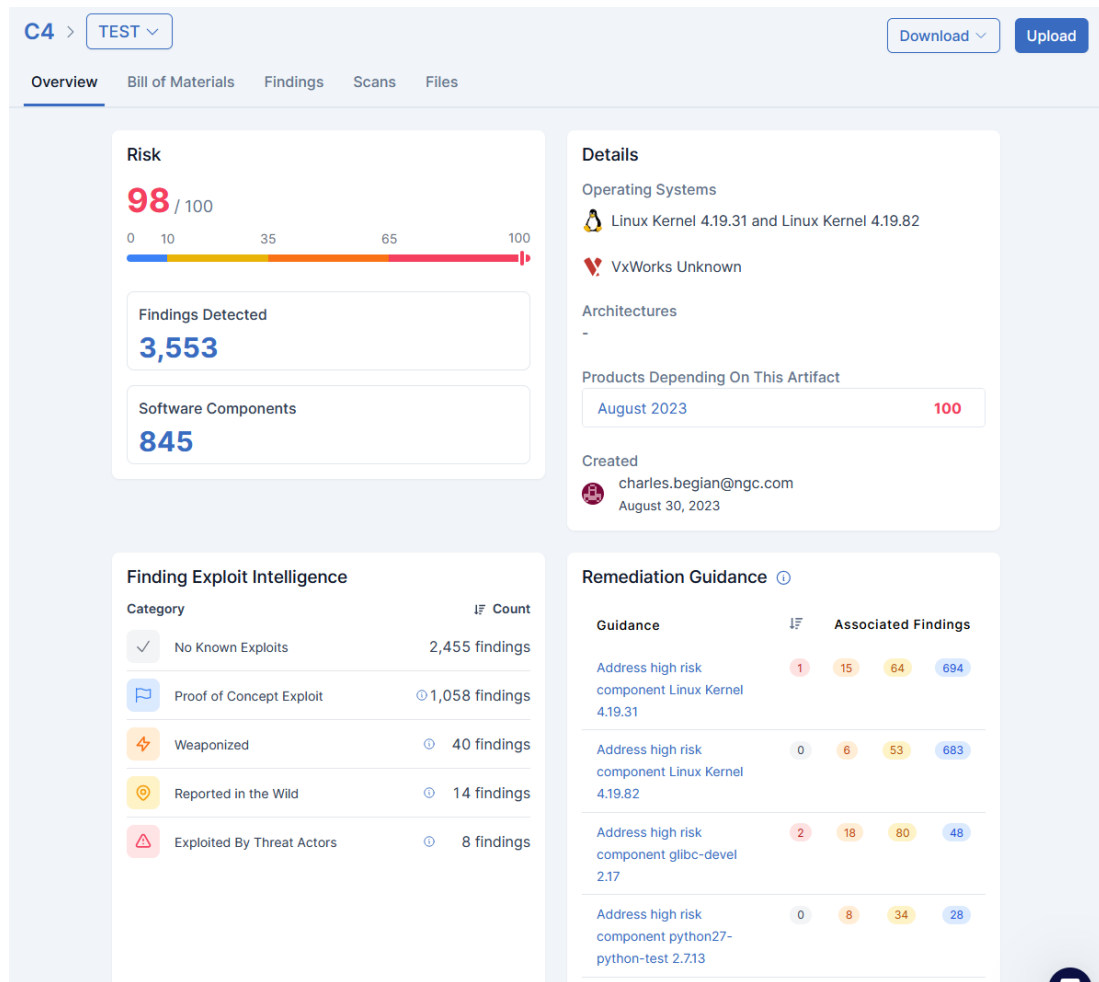 C4 > TEST
Download
Upload
Overview
Bill of Materials
Findings
Scans
Files
Risk
98 / 100
0 10 35 65 100
Findings Detected
3,553
Software Components
845
Details
Operating Systems
Linux Kernel 4.19.31 and Linux Kernel 4.19.82
VxWorks Unknown
Architectures
-
Products Depending On This Artifact
August 2023 100
Created
charles.begian@ngc.com
August 30, 2023
Finding Exploit Intelligence
Category Count
No Known Exploits 2,455 findings
Proof of Concept Exploit 1,058 findings
Weaponized 40 findings
Reported in the Wild 14 findings
Exploited By Threat Actors 8 findings
Remediation Guidance
Guidance Associated Findings
Address high risk 1 15 64 694
component Linux Kernel
4.19.31
Address high risk 0 6 53 683
component Linux Kernel
4.19.82
Address high risk 2 18 80 48
component glibc-devel
2.17
Address high risk 0 8 34 28
component python27-
python-test 2.7.13